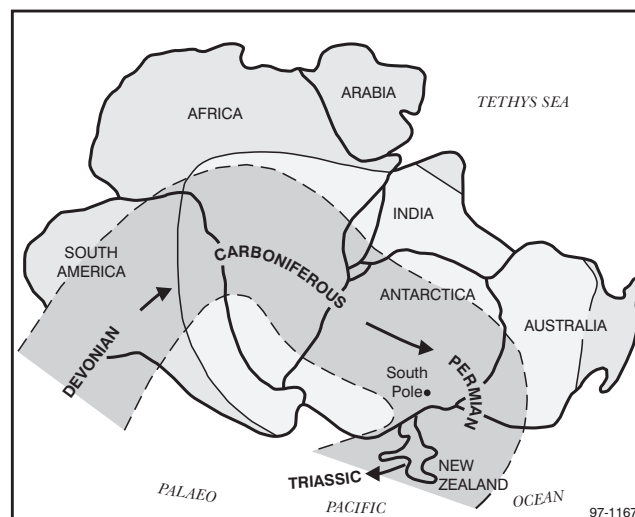 ARABIA
TETHYS SEA
AFRICA
INDIA
SOUTH
AMERICA
CARBONIFEROUS
ANTARCTICA
AUSTRALIA
DEVONIAN
South
Pole
PERMIAN
NEW
ZEALAND
TRIASSIC
PALAEO
PACIFIC
OCEAN
97-1167